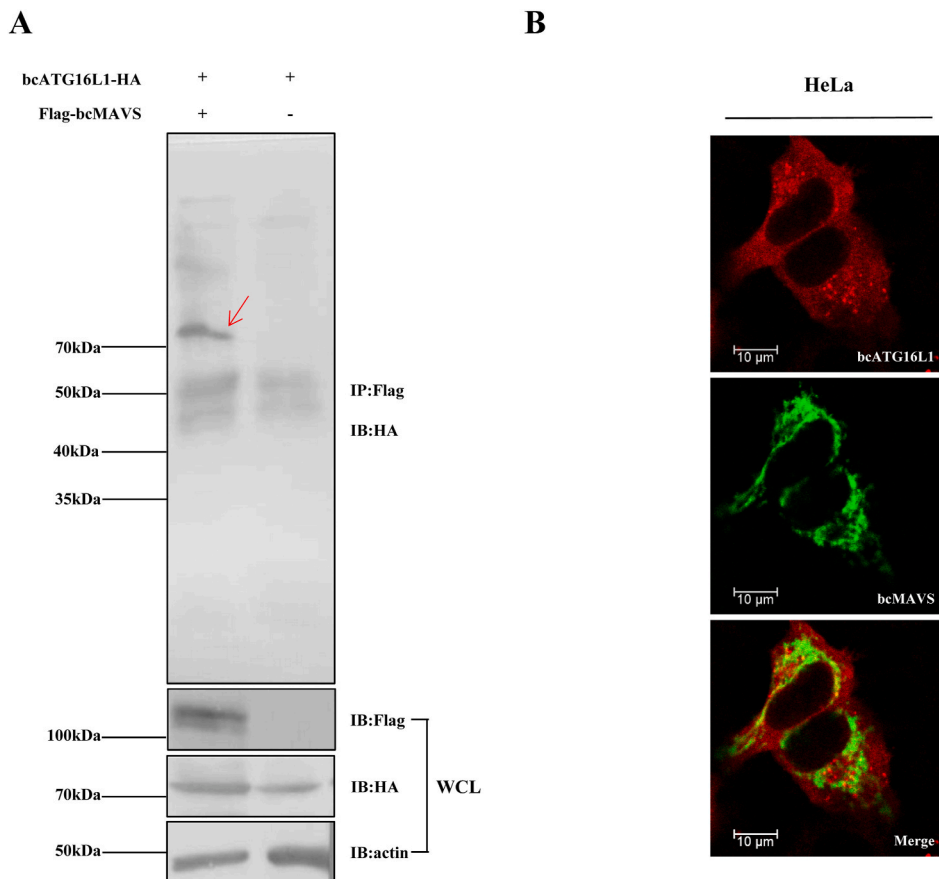 A
bcATG16L1-HA + +
Flag-bcMAVS + -
70kDa
50kDa
40kDa
35kDa
IP:Flag
IB:HA
100kDa
IB:Flag
70kDa
IB:HA
WCL
50kDa
IB:actin
B
HeLa
10 µm
bcATG16L1
10 µm
bcMAVS
10 µm
Merge